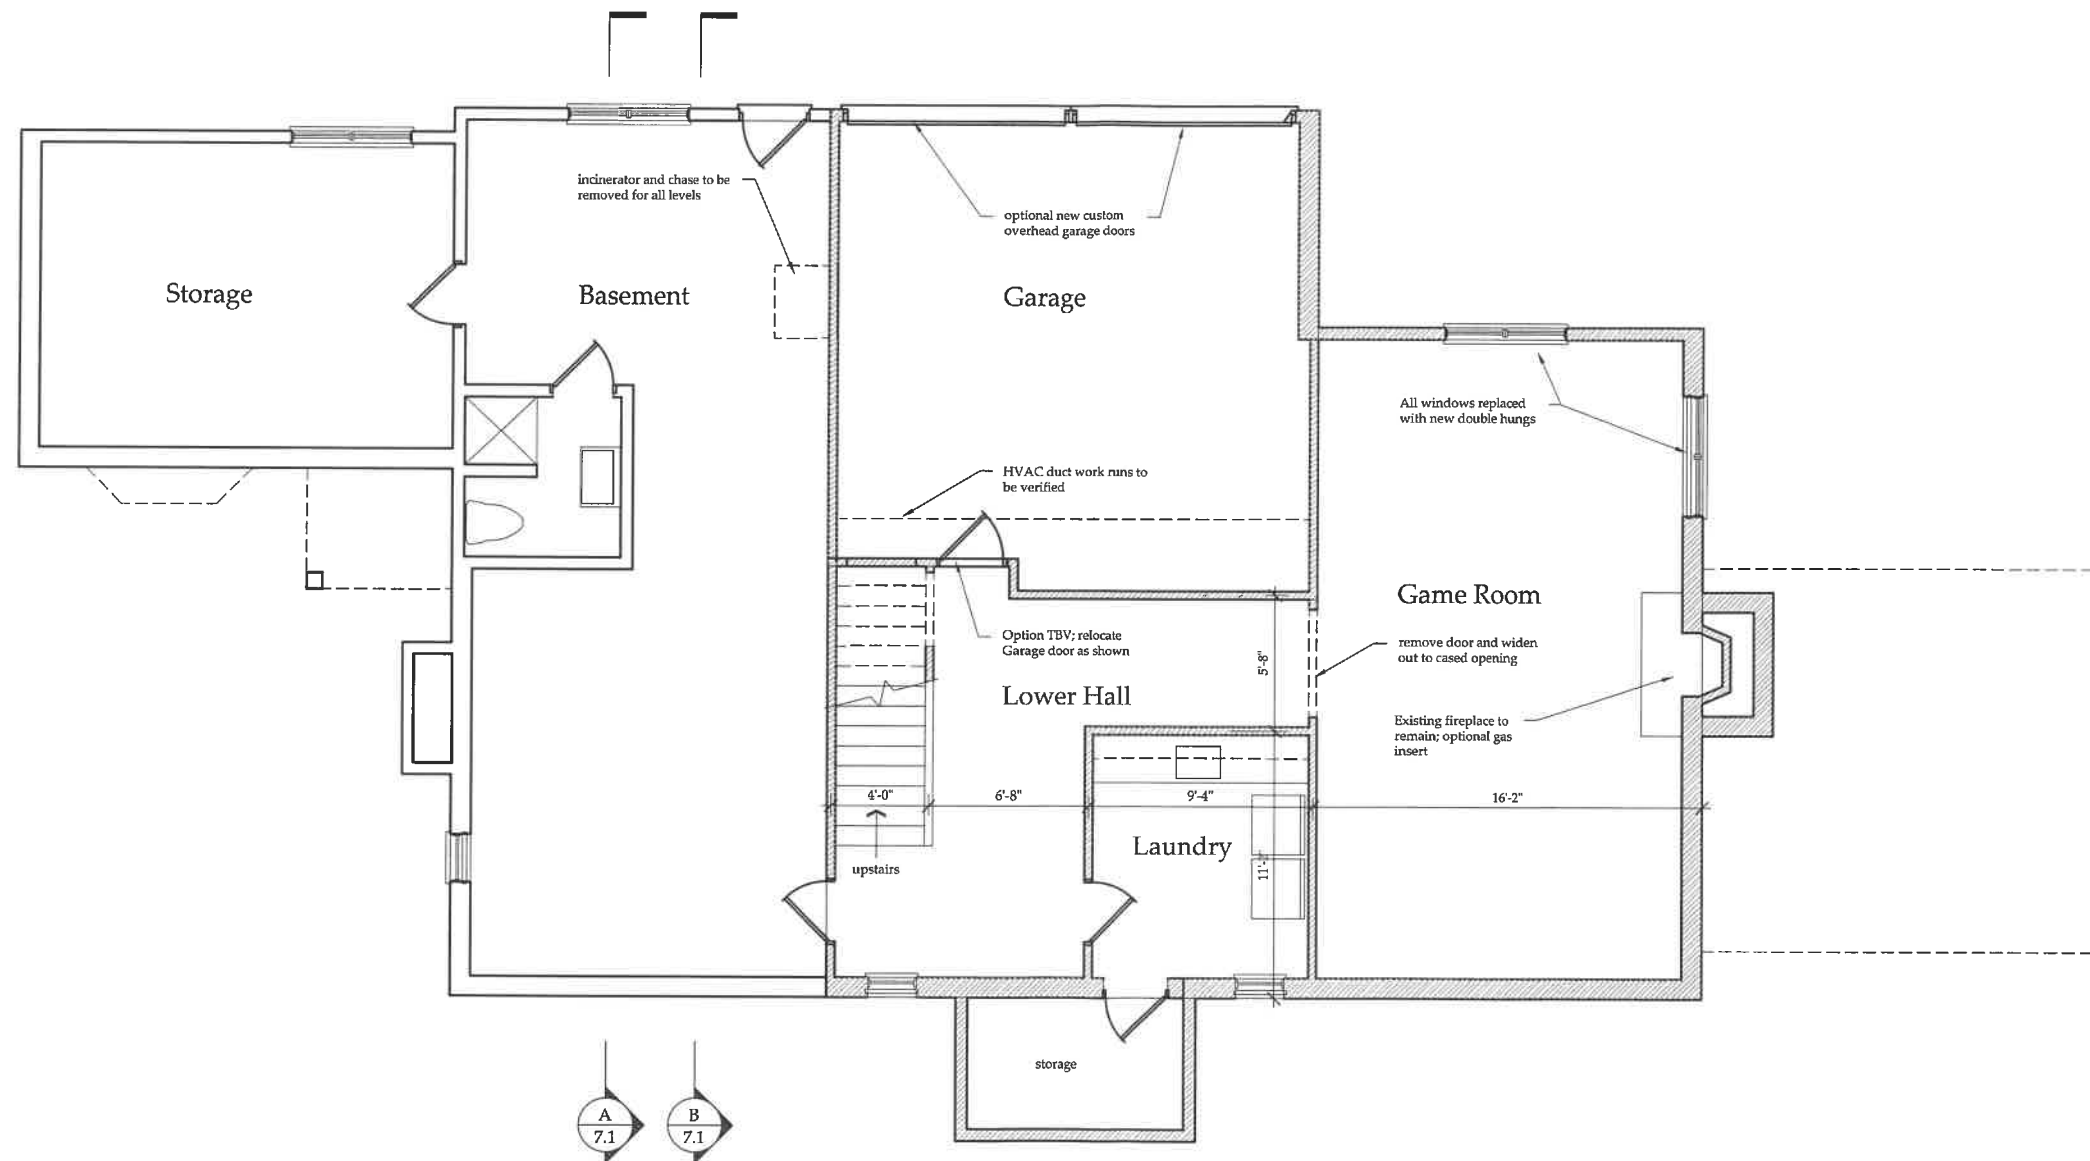 incinerator and chase to be
removed for all levels
optional new custom
overhead garage doors
Storage
Basement
Garage
All windows replaced
with new double hungs
HVAC duct work runs to
be verified
Game Room
Option TBV; relocate
Garage door as shown
remove door and widen
out to cased opening
5'-8"
Lower Hall
Existing fireplace to
remain; optional gas
insert
4'-0"
6'-8"
9'-4"
16'-2"
Laundry
upstairs
storage
A
7.1
B
7.1